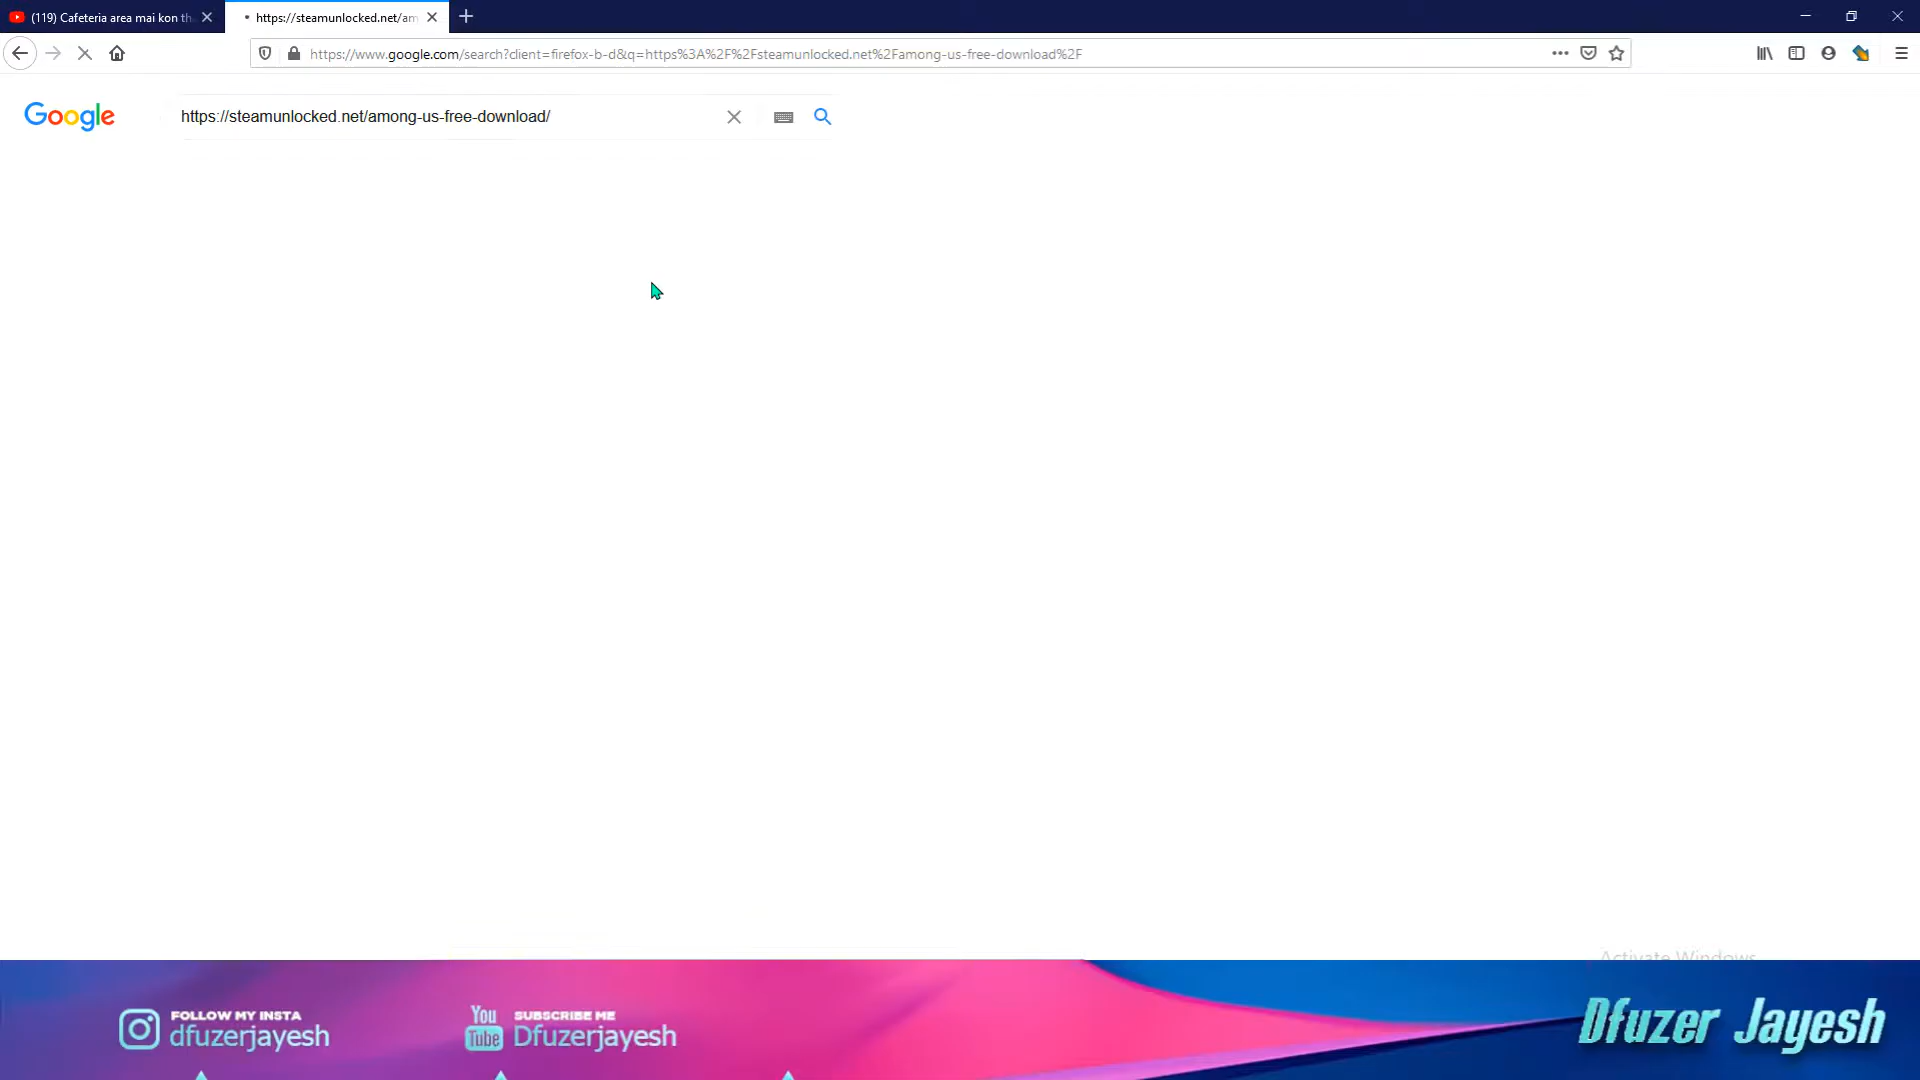 (119) Cafeteria area mai kon th
https://steamunlocked.net/am
https://www.google.com/search?client=firefox-b-d&q=https%3A%2F%2Fsteamunlocked.net%2Famong-us-free-download%2F
Google
https://steamunlocked.net/among-us-free-download/
Activate Windows
FOLLOW MY INSTA
dfuzerjayesh
You Tube
SUBSCRIBE ME
Dfuzerjayesh
Dfuzer Jayesh